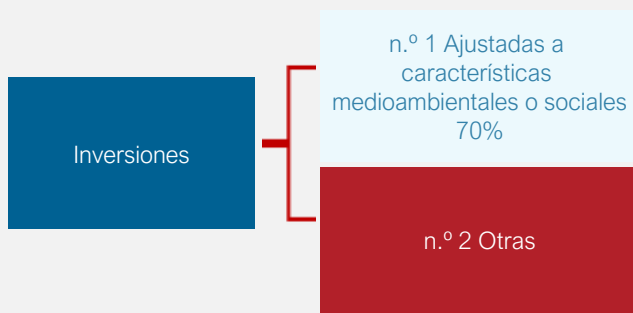 Inversiones
n.º 1 Ajustadas a
características
medioambientales o sociales
70%
n.º 2 Otras